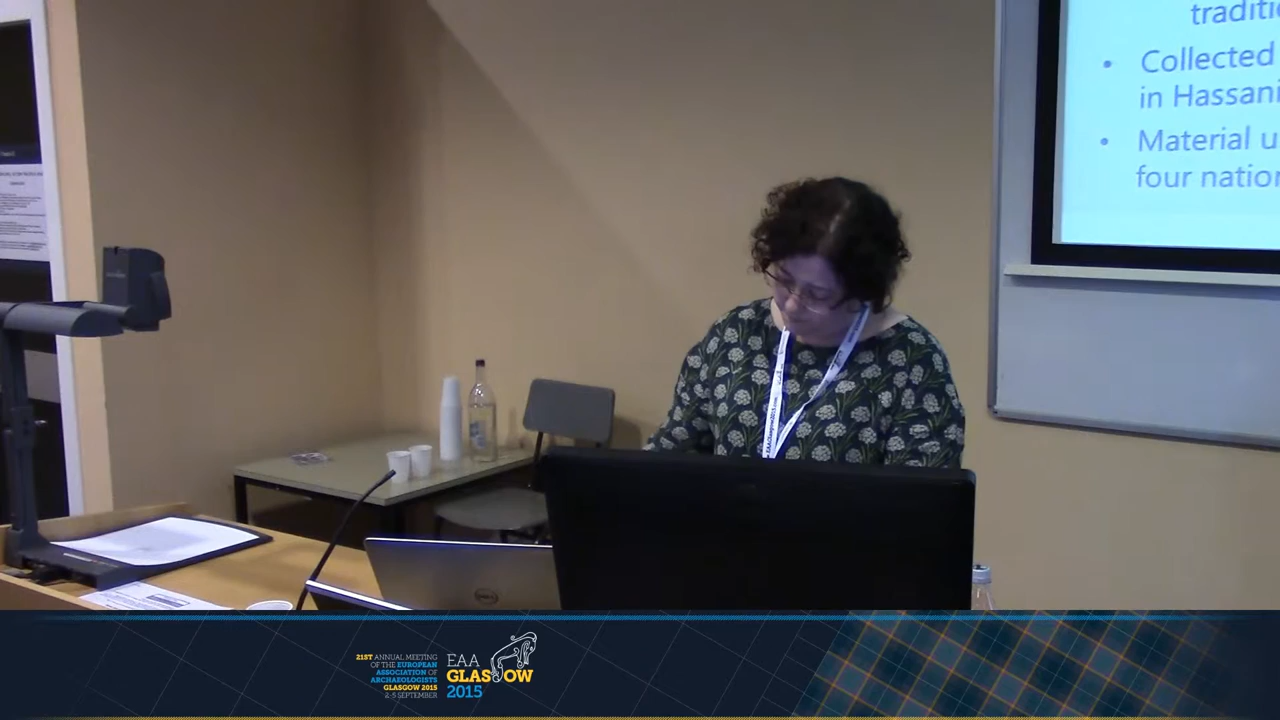 traditi
• Collected
in Hassani
• Material u
four nation
DELL
21ST ANNUAL MEETING
OF THE EUROPEAN
ASSOCIATION OF
ARCHAEOLOGISTS
GLASGOW 2015
2-5 SEPTEMBER
EAA
GLASGOW
2015